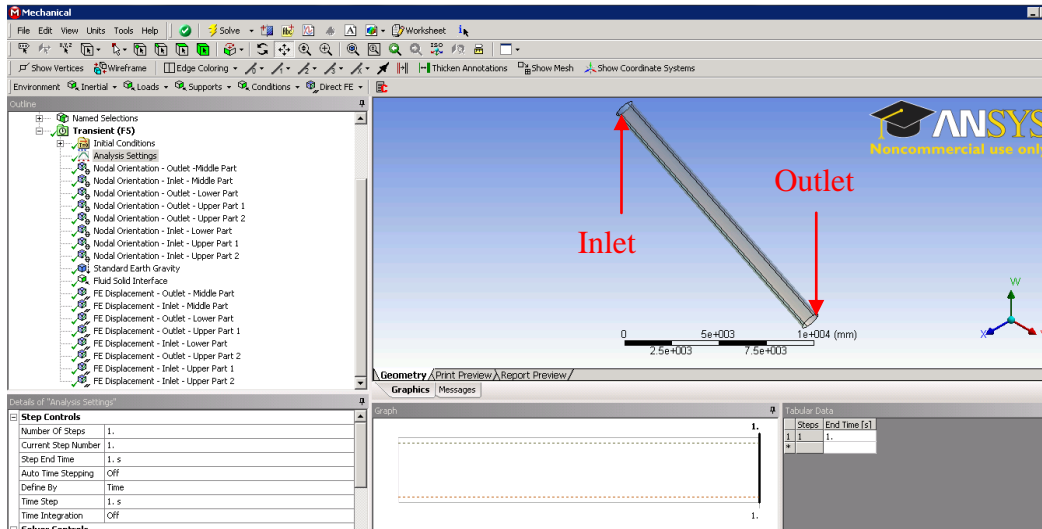 Mechanical
File Edit View Units Tools Help Solve Worksheet
Show Vertices Wireframe Edge Coloring Thicken Annotations Show Mesh Show Coordinate Systems
Environment Inertial Loads Supports Conditions Direct FE
Outline
Named Selections
Transient (F5)
Initial Conditions
Analysis Settings
Nodal Orientation - Outlet -Middle Part
Nodal Orientation - Inlet - Middle Part
Nodal Orientation - Outlet - Lower Part
Nodal Orientation - Outlet - Upper Part 1
Nodal Orientation - Outlet - Upper Part 2
Nodal Orientation - Inlet - Lower Part
Nodal Orientation - Inlet - Upper Part 1
Nodal Orientation - Inlet - Upper Part 2
Standard Earth Gravity
Fluid Solid Interface
FE Displacement - Outlet - Middle Part
FE Displacement - Inlet - Middle Part
FE Displacement - Outlet - Lower Part
FE Displacement - Outlet - Upper Part 1
FE Displacement - Inlet - Lower Part
FE Displacement - Outlet - Upper Part 2
FE Displacement - Inlet - Upper Part 1
FE Displacement - Inlet - Upper Part 2
ANSYS
Noncommercial use only
Outlet
Inlet
W
X
0 5e+003 1e+004 (mm)
2.5e+003 7.5e+003
Geometry Print Preview Report Preview
Graphics Messages
Details of "Analysis Settings"
Step Controls
Number Of Steps 1.
Current Step Number 1.
Step End Time 1. s
Auto Time Stepping Off
Define By Time
Time Step 1. s
Time Integration Off
Solver Controls
Graph
1.
1.
Tabular Data
Steps End Time [s]
1 1 1.
*